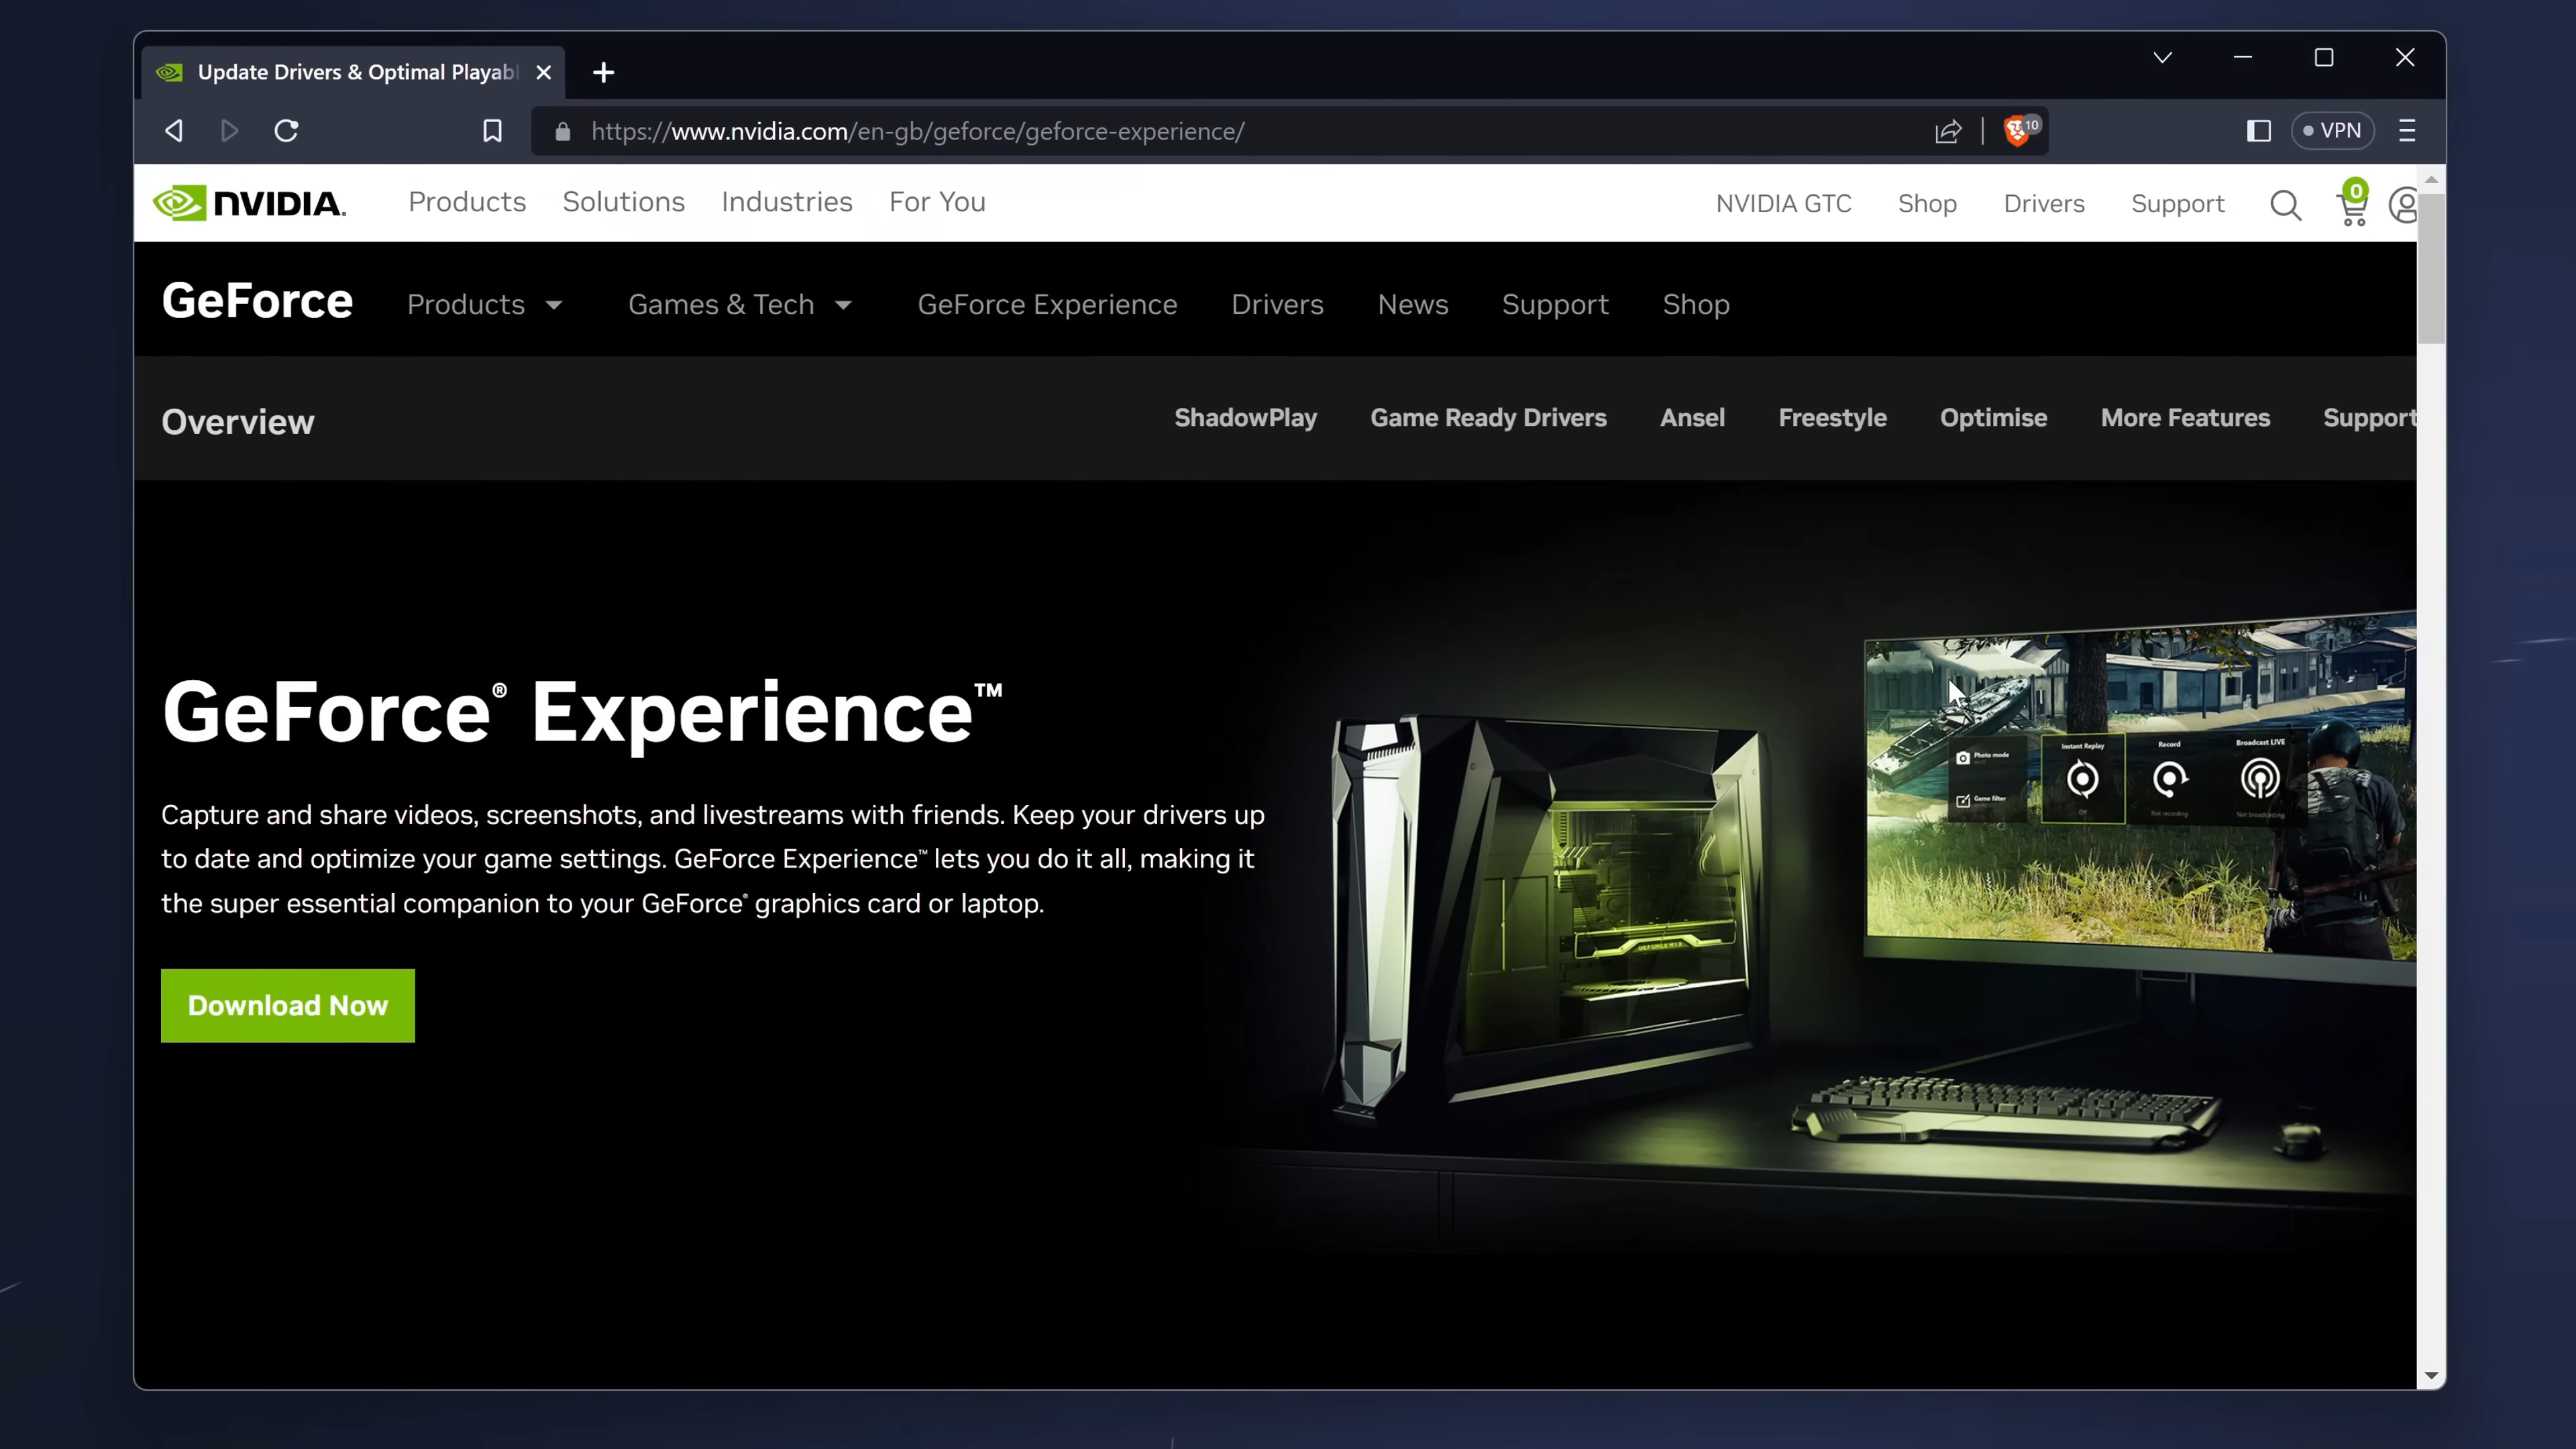 Update Drivers & Optimal Playabl
https://www.nvidia.com/en-gb/geforce/geforce-experience/
10
VPN
NVIDIA.
Products Solutions Industries For You
NVIDIA GTC Shop Drivers Support
0
GeForce Products Games & Tech GeForce Experience Drivers News Support Shop
Overview
ShadowPlay Game Ready Drivers Ansel Freestyle Optimise More Features Support
GeForce® Experience™
Capture and share videos, screenshots, and livestreams with friends. Keep your drivers up
to date and optimize your game settings. GeForce Experience™ lets you do it all, making it
the super essential companion to your GeForce® graphics card or laptop.
Download Now
Photo mode
Game filter
Instant Replay
Off
Record
Not recording
Broadcast LIVE
Not broadcasting
GEFORCE RTX